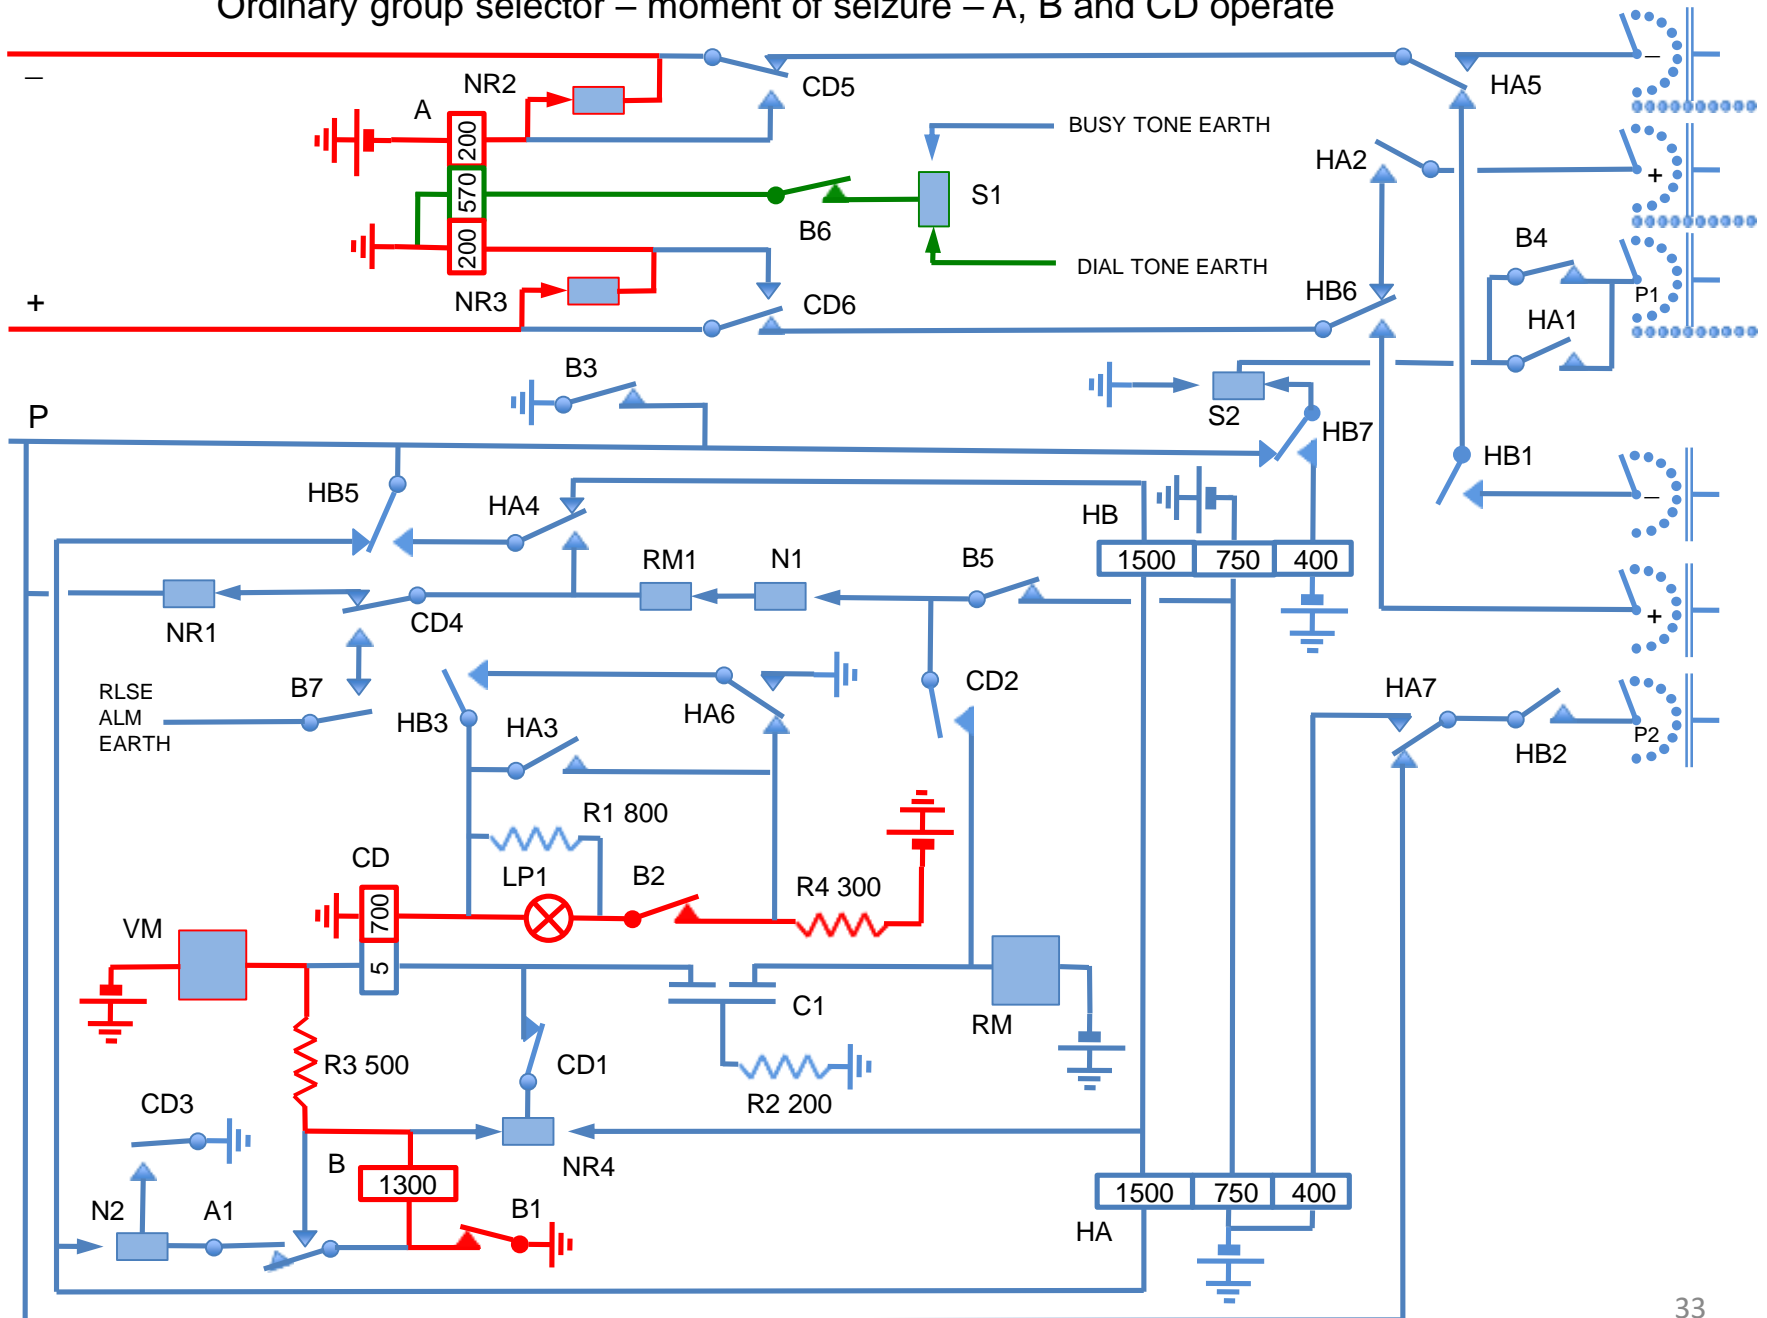 Ordinary group selector – moment of seizure – A, B and CD operate
–
NR2
A
CD5
HA5
–
200
BUSY TONE EARTH
HA2
+
570
S1
B6
B4
200
DIAL TONE EARTH
NR3
CD6
HB6
P1
+
HA1
B3
S2
HB7
P
HB1
HB5
HA4
HB
–
1500
750
400
RM1
N1
B5
NR1
CD4
+
RLSE
ALM
EARTH
B7
HB3
HA6
CD2
HA7
HA3
P2
HB2
R1 800
CD
LP1
B2
R4 300
700
VM
5
C1
RM
R3 500
CD1
R2 200
CD3
NR4
B
1300
1500
750
400
N2
A1
B1
HA
33